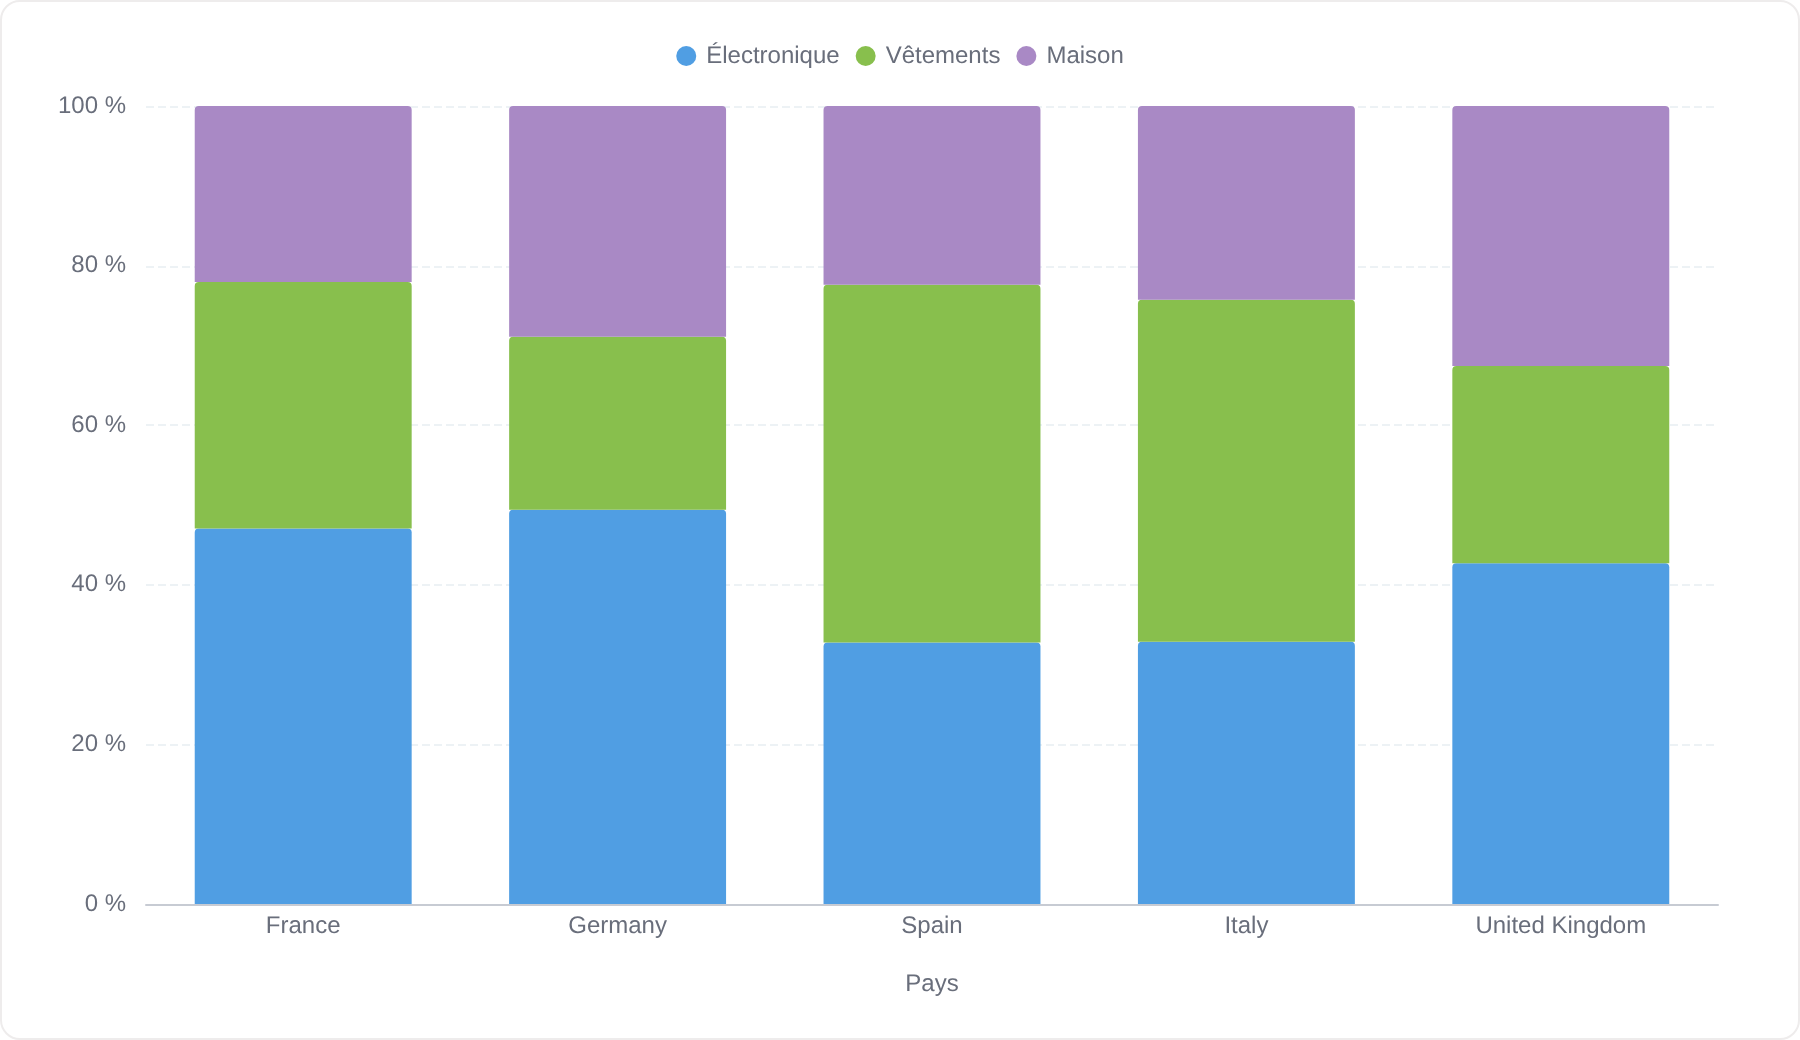 Électronique Vêtements Maison
100 %
80 %
60 %
40 %
20 %
0 %
France Germany Spain Italy United Kingdom
Pays